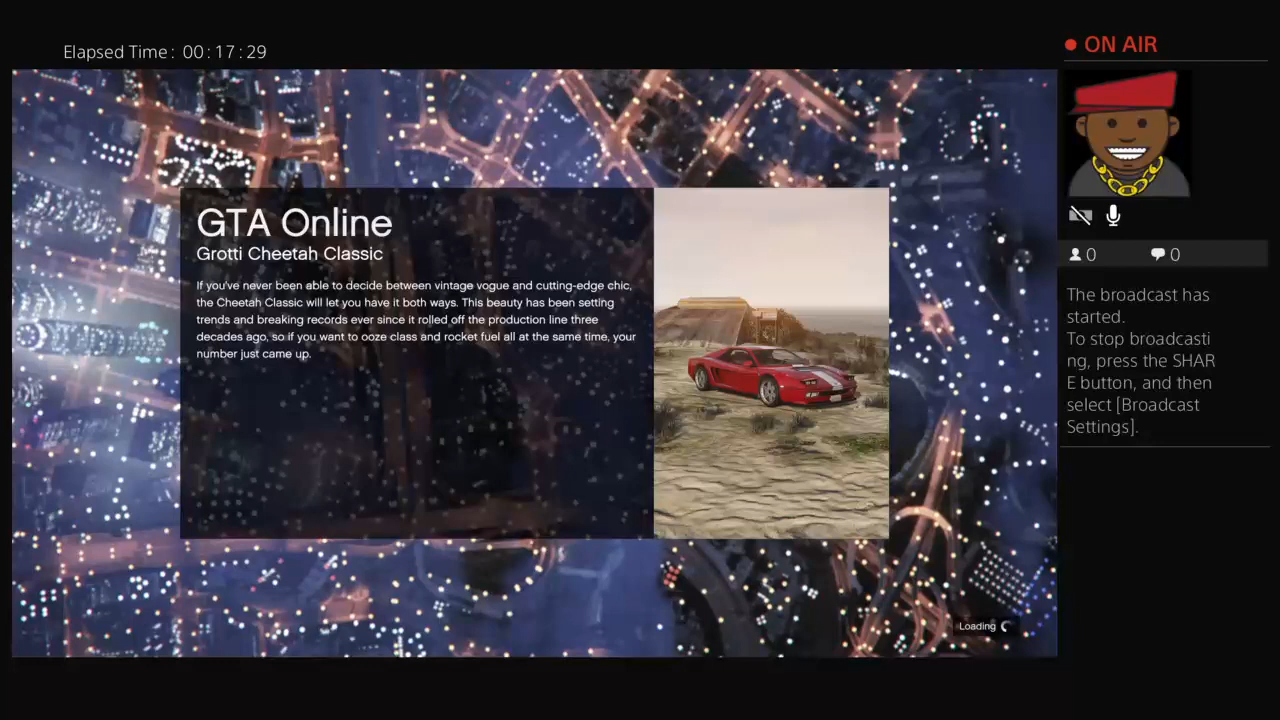 Elapsed Time: 00:17:29
ON AIR
GTA Online
Grotti Cheetah Classic
If you've never been able to decide between vintage vogue and cutting-edge chic,
the Cheetah Classic will let you have it both ways. This beauty has been setting
trends and breaking records ever since it rolled off the production line three
decades ago, so if you want to ooze class and rocket fuel all at the same time, your
number just came up.
Loading
0 0
The broadcast has
started.
To stop broadcasti
ng, press the SHAR
E button, and then
select [Broadcast
Settings].